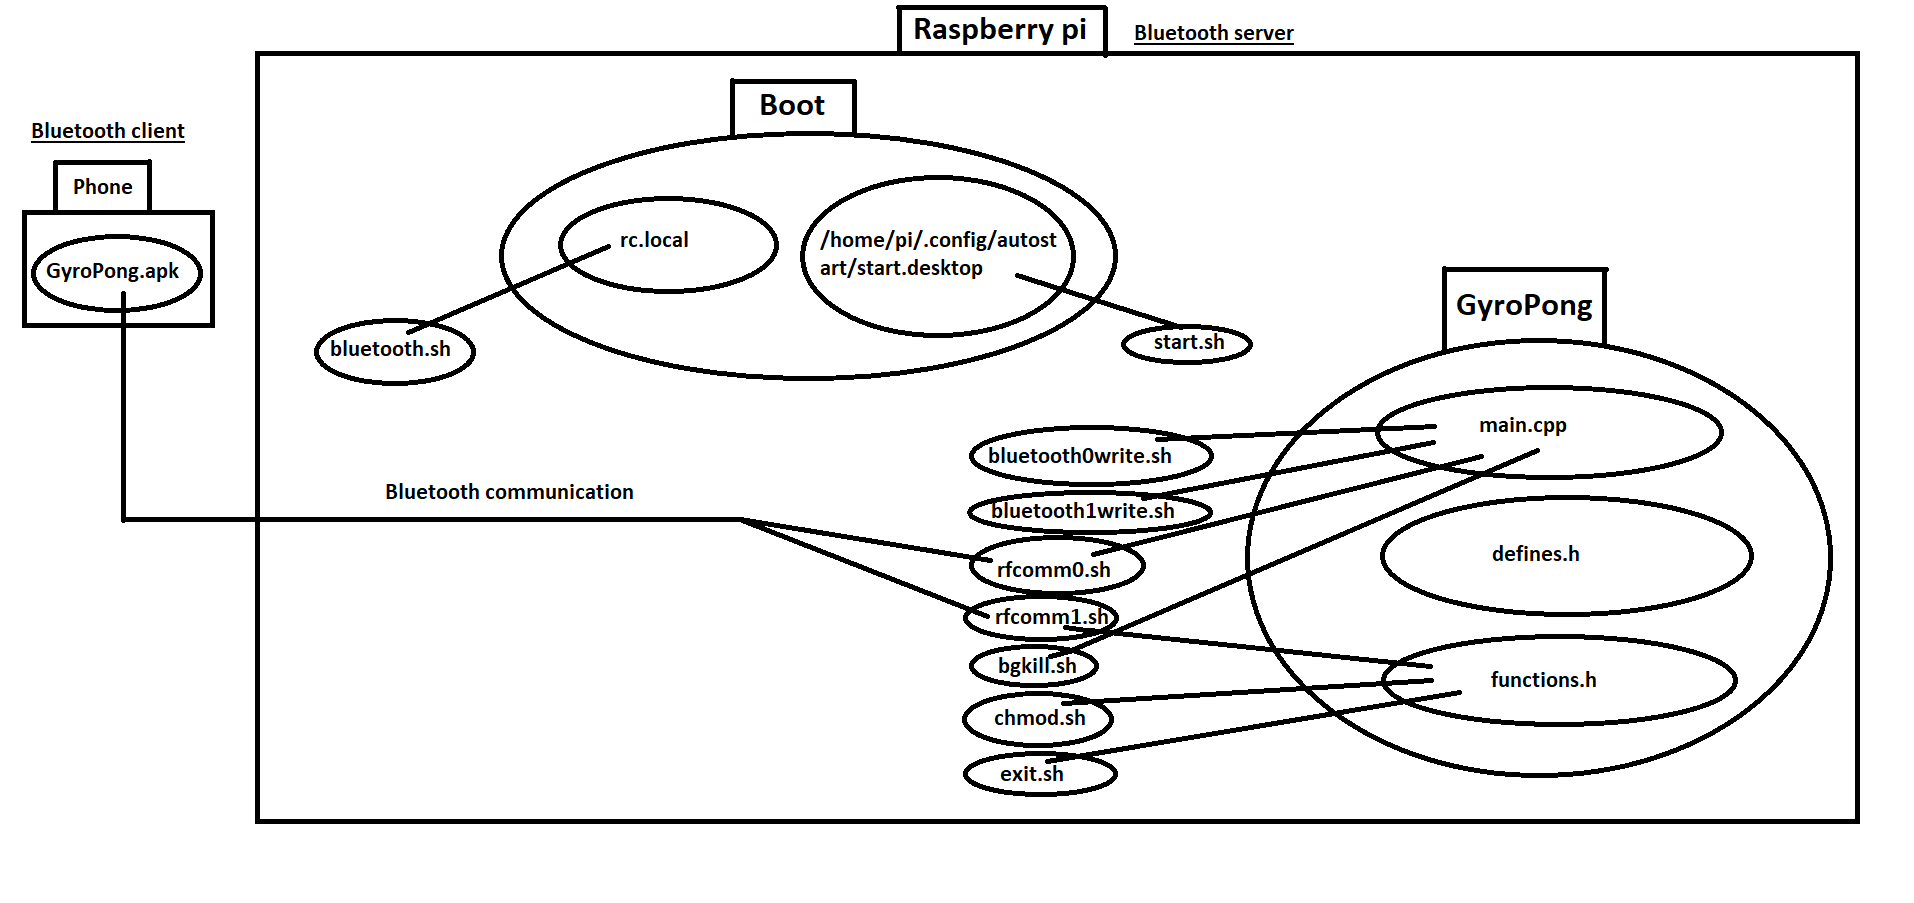 Raspberry pi
Bluetooth server
Boot
Bluetooth client
Phone
GyroPong.apk
rc.local
/home/pi/.config/autost
art/start.desktop
bluetooth.sh
start.sh
GyroPong
main.cpp
bluetooth0write.sh
bluetooth1write.sh
Bluetooth communication
defines.h
rfcomm0.sh
rfcomm1.sh
bgkill.sh
functions.h
chmod.sh
exit.sh